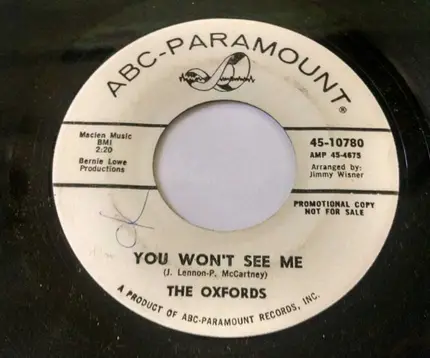 ABC-PARAMOUNT®
Maclen Music
BMI
2:20
Bernie Lowe
Productions
45-10780
AMP 45-4675
Arranged by:
Jimmy Wisner
PROMOTIONAL COPY
NOT FOR SALE
OK
YOU WON'T SEE ME
(J. Lennon-P. McCartney)
THE OXFORDS
A PRODUCT OF ABC-PARAMOUNT RECORDS, INC.